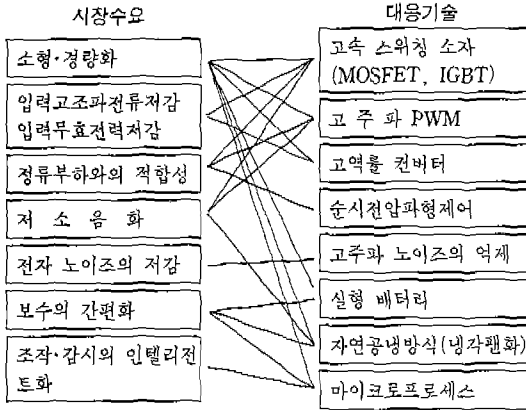 시장수요
대응기술
소형·경량화
입력고조파전류저감
입력무효전력저감
정류부하와의 적합성
저 소 음 화
전자 노이즈의 저감
보수의 간편화
조작·감시의 인텔리전
트화
고속 스위칭 소자
(MOSFET, IGBT)
고 주 파 PWM
고역률 컨버터
순시전압파형제어
고주파 노이즈의 억제
실형 배터리
자연공냉방식(냉각팬화)
마이크로프로세스